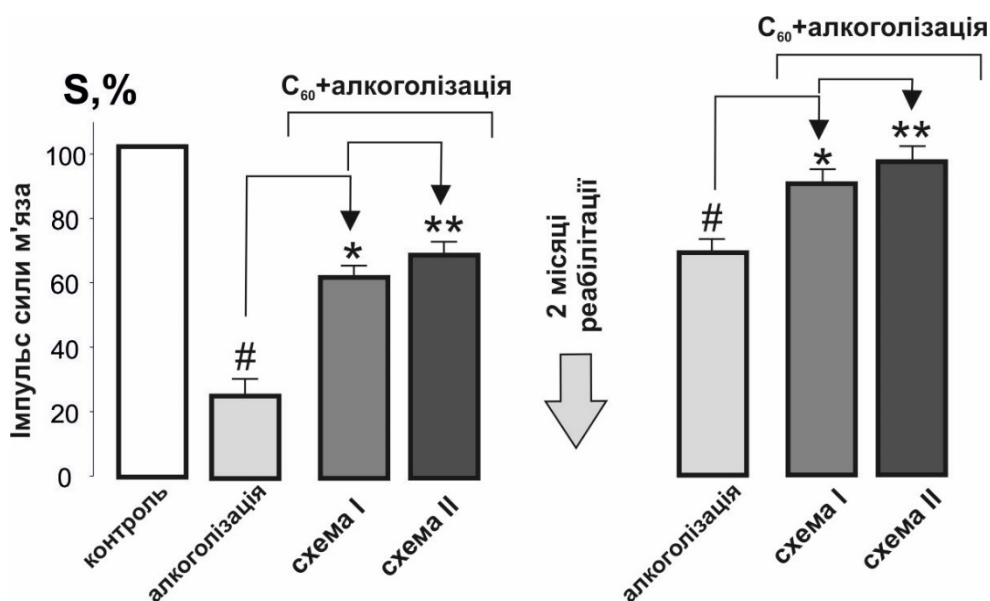 C₆₀+алкоголізація
S,%
C₆₀+алкоголізація
Імпульс сили м'яза
100
80
60
40
20
0
#
*
**
2 місяці
реабілітації
#
*
**
контроль
алкоголізація
схема I
схема II
алкоголізація
схема I
схема II